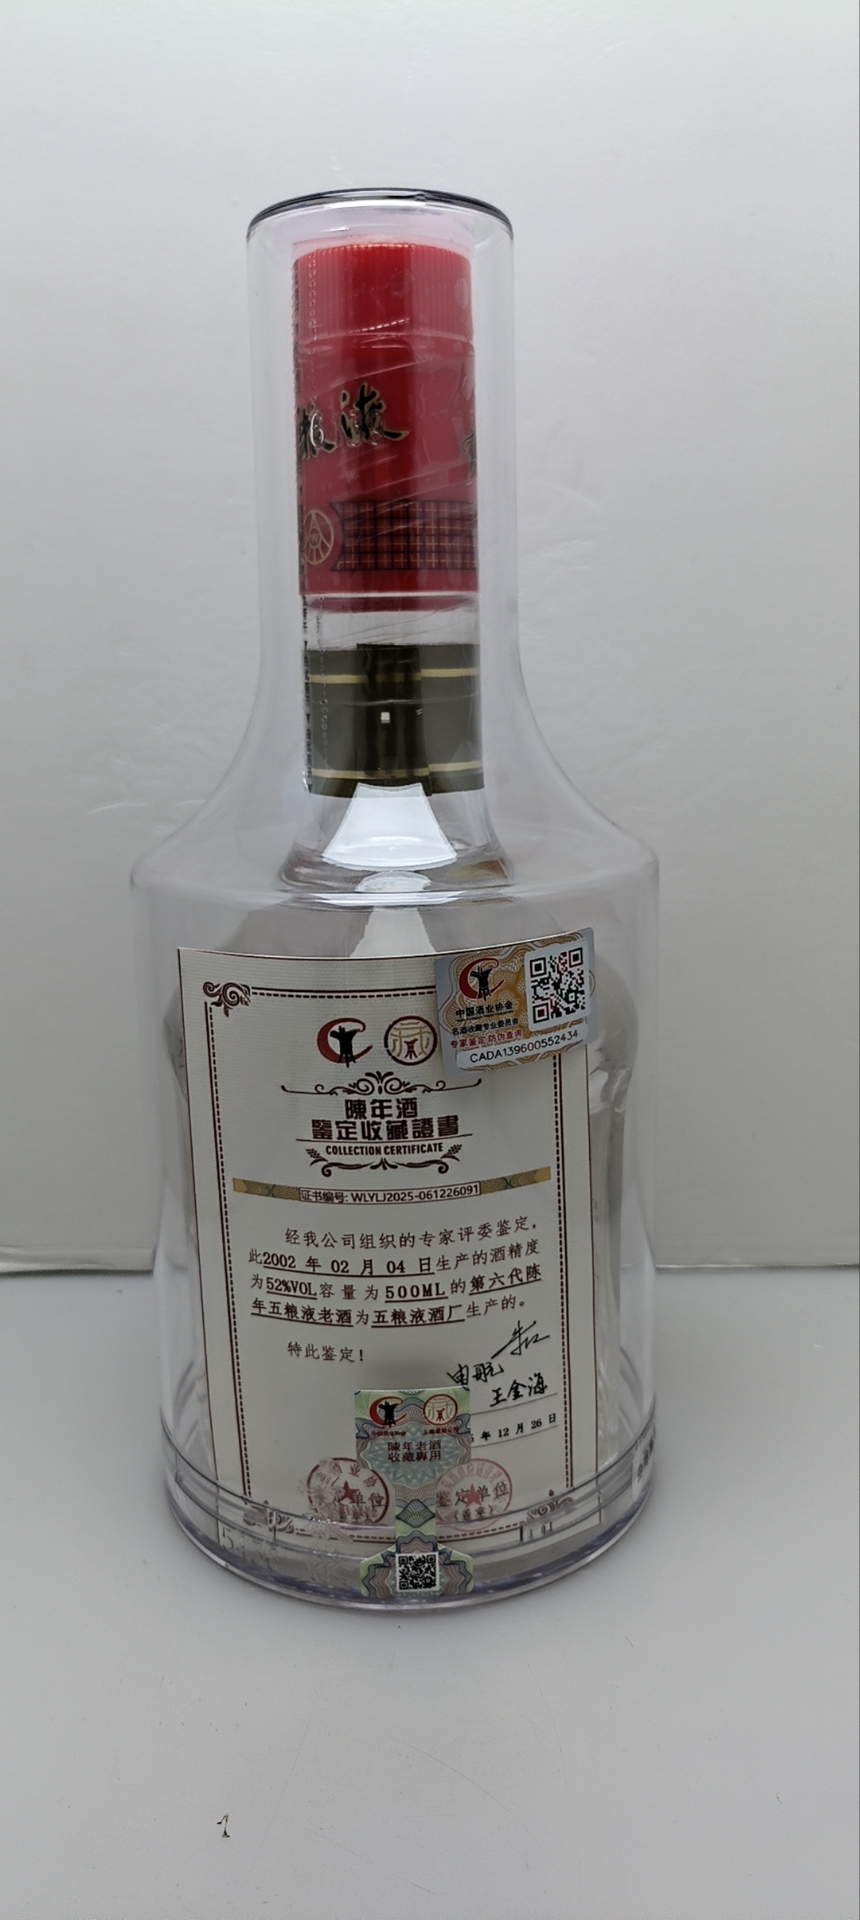 粮液
中国酒业协会
名酒收藏专业委员会
专家鉴定 防伪查询
CADA139600552434
陳年酒
鑒定收藏證書
COLLECTION CERTIFICATE
证书编号: WLYLJ2025-061226091
经我公司组织的专家评委鉴定,
此2002 年 02 月 04 日生产的酒精度
为52%VOL容量为500ML的第六代陈
年五粮液老酒为五粮液酒厂生产的。
特此鉴定!
申航
王金海
年 12 月 26 日
陳年老酒
收藏專用
鉴定单位